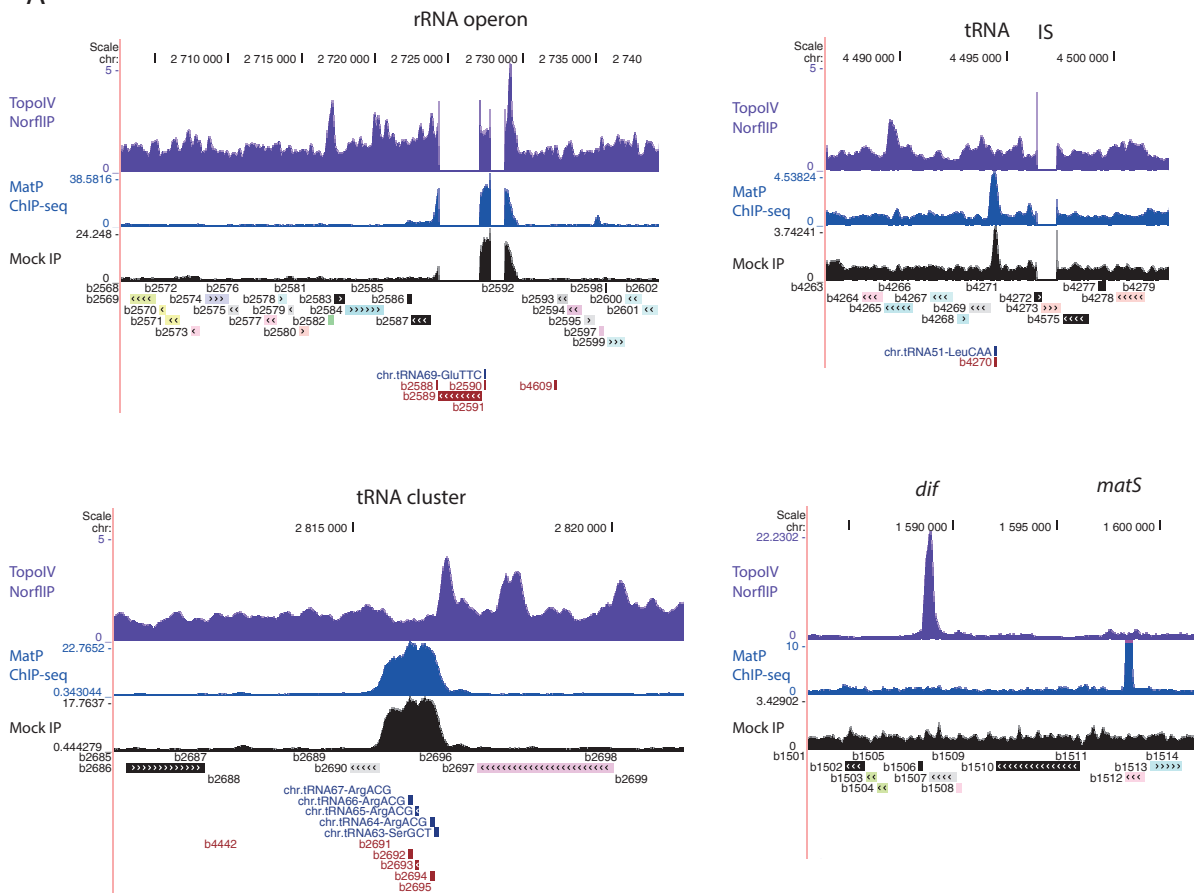 A
rRNA operon
Scale
chr:
2 710 000
2 715 000
2 720 000
2 725 000
2 730 000
2 735 000
2 740
5
TopoIV
NorflIP
0
38.5816
MatP
ChIP-seq
0
24.248
Mock IP
0
b2568 b2572 b2576 b2581 b2585 b2592 b2598 b2602
b2569 b2574 b2578 b2583 b2586 b2593 b2600
b2570 b2575 b2579 b2584 b2594 b2601
b2571 b2577 b2582 b2587 b2595
b2573 b2580 b2597
b2599
chr.tRNA69-GluTTC
b2588 b2590 b4609
b2589
b2591
tRNA IS
Scale
chr:
4 490 000
4 495 000
4 500 000
5
TopoIV
NorflIP
0
4.53824
MatP
ChIP-seq
0
3.74241
Mock IP
0
b4263 b4266 b4271 b4277 b4279
b4264 b4267 b4272 b4278
b4265 b4269 b4273
b4268 b4575
chr.tRNA51-LeuCAA
b4270
tRNA cluster
Scale
chr:
2 815 000
2 820 000
5
TopoIV
NorflIP
0
22.7652
MatP
ChIP-seq
0.343044
17.7637
Mock IP
0.444279
b2685 b2687 b2689 b2696 b2698
b2686 b2690 b2697
b2688 b2699
chr.tRNA67-ArgACG
chr.tRNA66-ArgACG
chr.tRNA65-ArgACG
chr.tRNA64-ArgACG
chr.tRNA63-SerGCT
b4442 b2691
b2692
b2693
b2694
b2695
dif matS
Scale
chr:
1 590 000
1 595 000
1 600 000
22.2302
TopoIV
NorflIP
0
10
MatP
ChIP-seq
0
3.42902
Mock IP
0
b1501 b1505 b1509 b1511 b1514
b1502 b1506 b1510 b1513
b1503 b1507 b1512
b1504 b1508